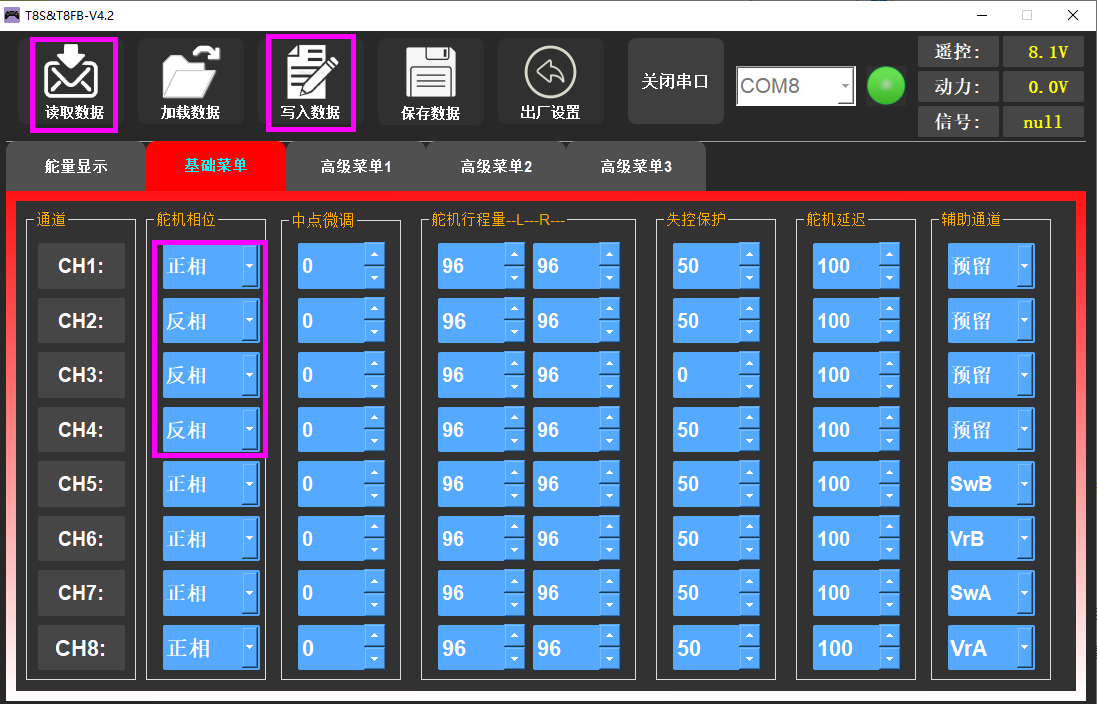 T8S&T8FB-V4.2
读取数据
加载数据
写入数据
保存数据
出厂设置
关闭串口
COM8
遥控: 8.1V
动力: 0.0V
信号: null
舵量显示 基础菜单 高级菜单1 高级菜单2 高级菜单3
通道 舵机相位 中点微调 舵机行程量--L---R--- 失控保护 舵机延迟 辅助通道
CH1: 正相 0 96 96 50 100 预留
CH2: 反相 0 96 96 50 100 预留
CH3: 反相 0 96 96 0 100 预留
CH4: 反相 0 96 96 50 100 预留
CH5: 正相 0 96 96 50 100 SwB
CH6: 正相 0 96 96 50 100 VrB
CH7: 正相 0 96 96 50 100 SwA
CH8: 正相 0 96 96 50 100 VrA